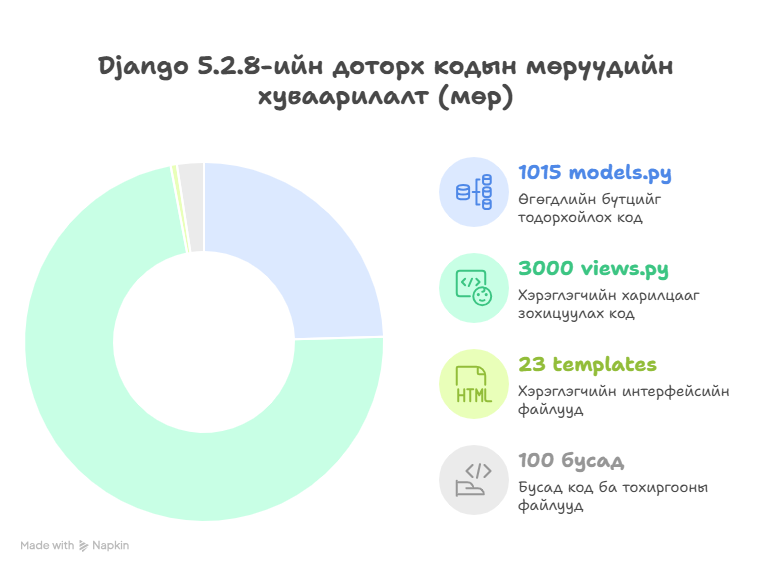 Django 5.2.8-ийн доторх кодын мөрүүдийн
хуваарилалт (мөр)
1015 models.py
Өгөгдлийн бүтцийг
тодорхойлох код
3000 views.py
Хэрэглэгчийн харилцааг
зохицуулах код
23 templates
HTML
Хэрэглэгчийн интерфейсийн
файлууд
100 бусад
Бусад код ба тохиргооны
файлууд
Made with Napkin